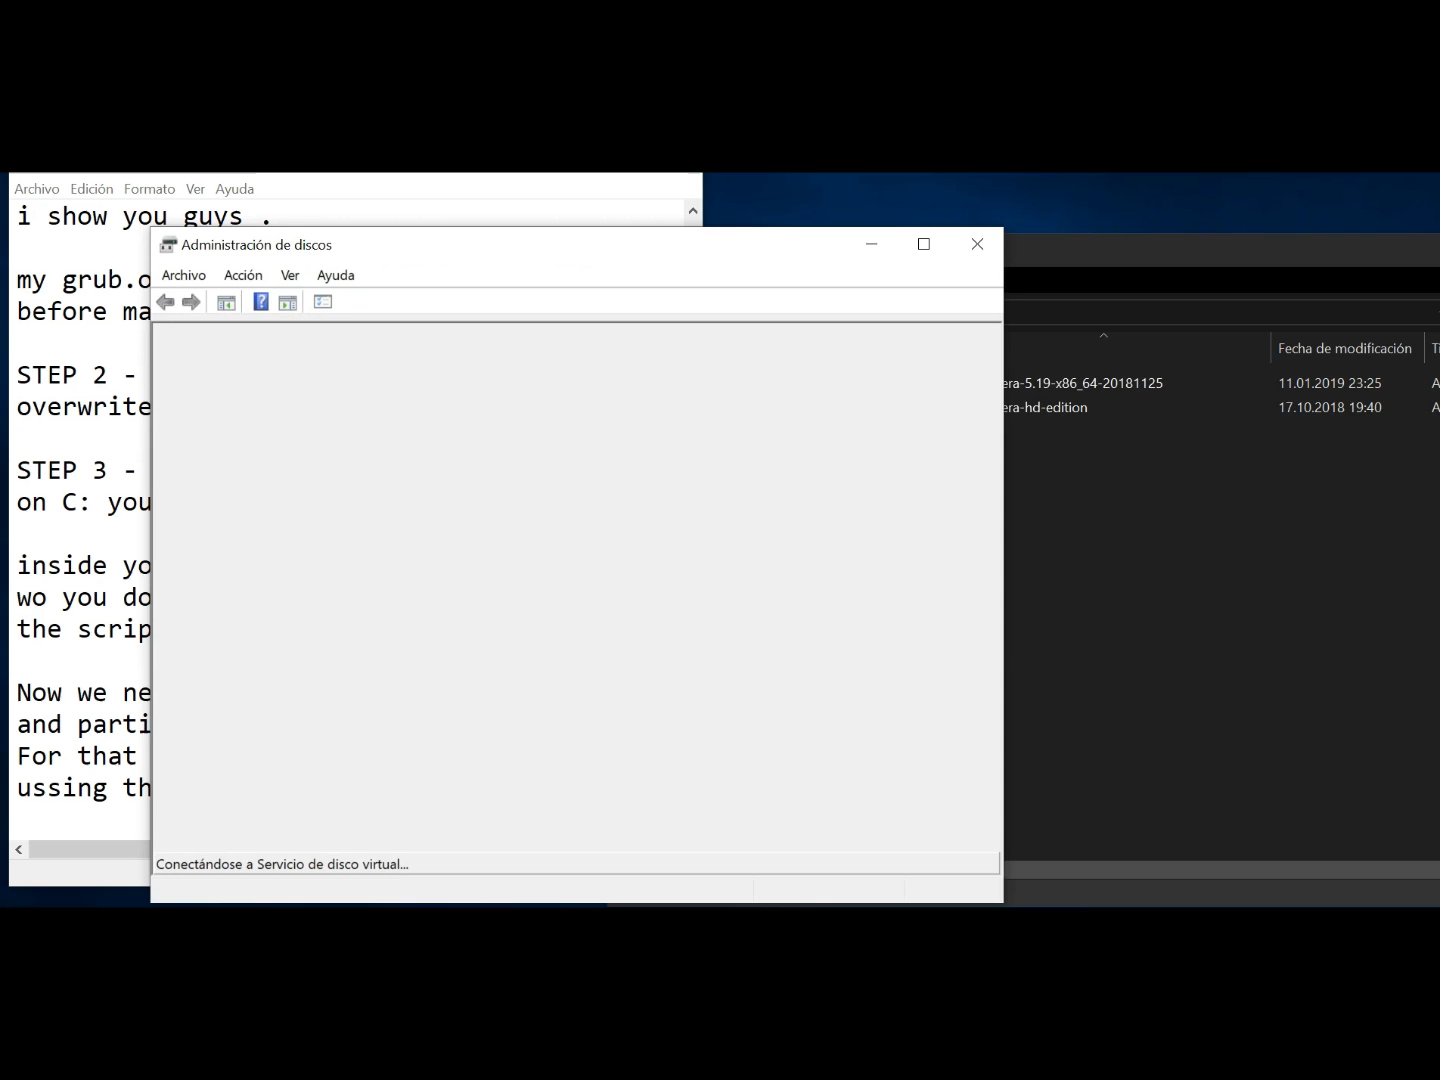 Archivo Edición Formato Ver Ayuda
i show you guys .
my grub.
before ma
STEP 2 -
overwrite
STEP 3 -
on C: you
inside yo
wo you do
the scrip
Now we ne
and parti
For that
ussing th
Administración de discos
Archivo Acción Ver Ayuda
Conectándose a Servicio de disco virtual...
Fecha de modificación
era-5.19-x86_64-20181125 11.01.2019 23:25
era-hd-edition 17.10.2018 19:40